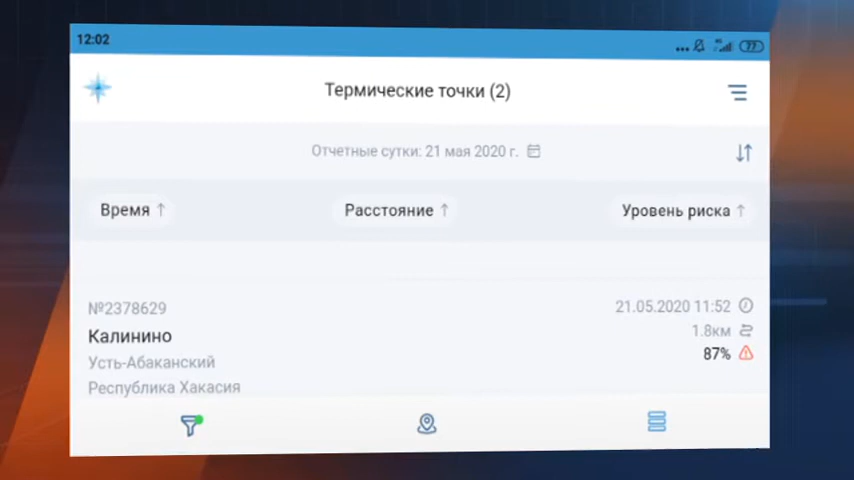 12:02
77
Термические точки (2)
Отчетные сутки: 21 мая 2020 г.
Время ↑ Расстояние ↑ Уровень риска ↑
№2378629 21.05.2020 11:52
Калинино 1.8км
Усть-Абаканский 87%
Республика Хакасия